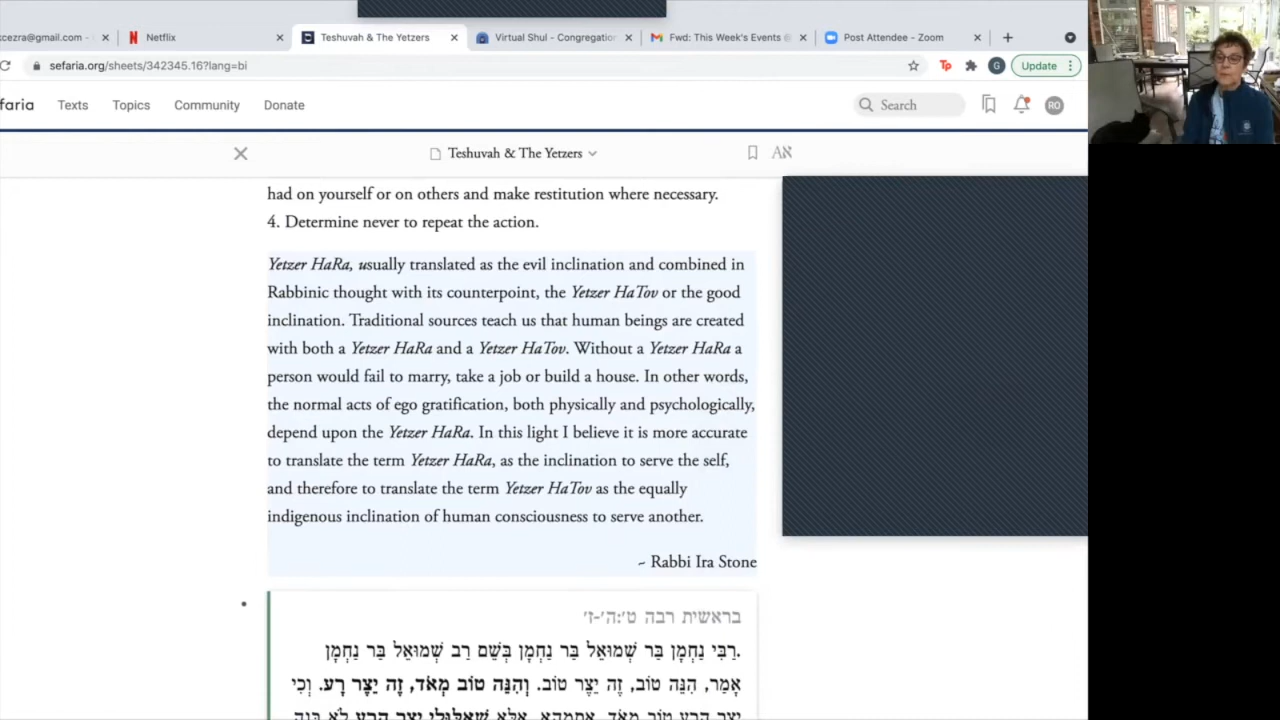 kcezra@gmail.com -
Netflix
Teshuvah & The Yetzers
Virtual Shul - Congregation
Fwd: This Week's Events @
Post Attendee - Zoom
sefaria.org/sheets/342345.16?lang=bi
Tp
G
Update
faria
Texts
Topics
Community
Donate
Search
RO
Teshuvah & The Yetzers
אA
had on yourself or on others and make restitution where necessary.
4. Determine never to repeat the action.
Yetzer HaRa, usually translated as the evil inclination and combined in
Rabbinic thought with its counterpoint, the Yetzer HaTov or the good
inclination. Traditional sources teach us that human beings are created
with both a Yetzer HaRa and a Yetzer HaTov. Without a Yetzer HaRa a
person would fail to marry, take a job or build a house. In other words,
the normal acts of ego gratification, both physically and psychologically,
depend upon the Yetzer HaRa. In this light I believe it is more accurate
to translate the term Yetzer HaRa, as the inclination to serve the self,
and therefore to translate the term Yetzer HaTov as the equally
indigenous inclination of human consciousness to serve another.
~ Rabbi Ira Stone
בראשית רבה ט׳:ה׳-ז׳
רַבִּי נַחְמָן בַּר שְׁמוּאֵל בַּר נַחְמָן בְּשֵׁם רַב שְׁמוּאֵל בַּר נַחְמָן.
אָמַר, הִנֵּה טוֹב, זֶה יֵצֶר טוֹב. וְהִנֵּה טוֹב מְאֹד, זֶה יֵצֶר רָע. וְכִי